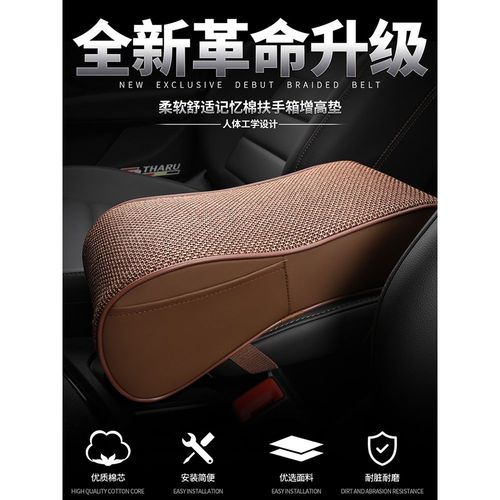 全新革命升级
NEW EXCLUSIVE DEBUT BRAIDED BELT
柔软舒适记忆棉扶手箱增高垫
人体工学设计
THARU
优质棉芯
HIGH QUALITY COTTON CORE
安装简便
EASY INSTALLATION
优选面料
EASY INSTALLATION
耐脏耐磨
DIRT AND ABRASION RESISTANCE